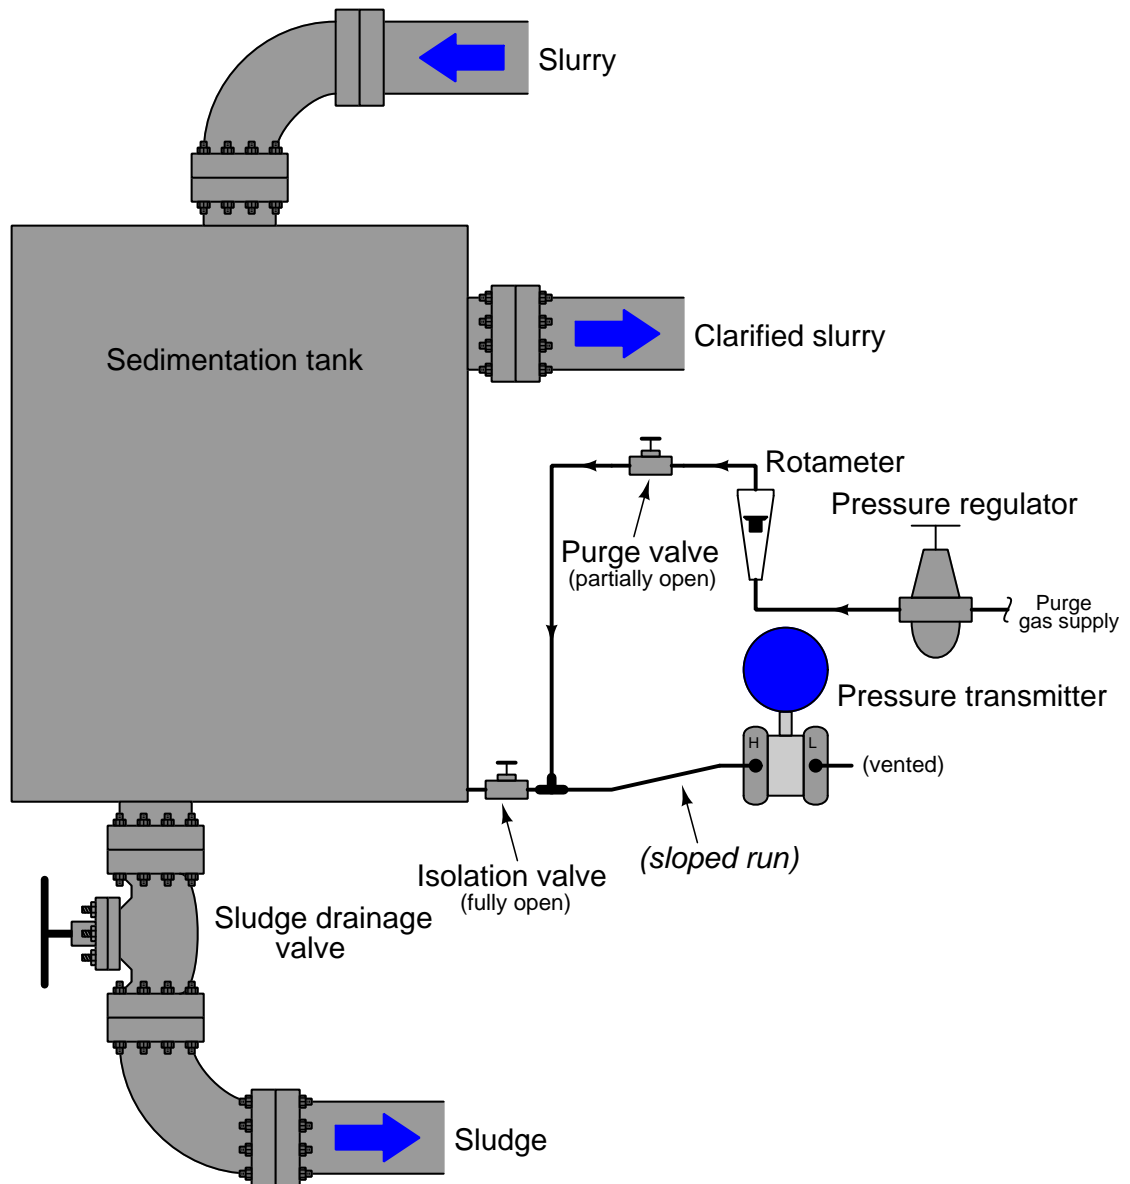 Slurry
Sedimentation tank
Clarified slurry
Rotameter
Pressure regulator
Purge valve
(partially open)
Purge
gas supply
Pressure transmitter
H
L
(vented)
(sloped run)
Isolation valve
(fully open)
Sludge drainage
valve
Sludge